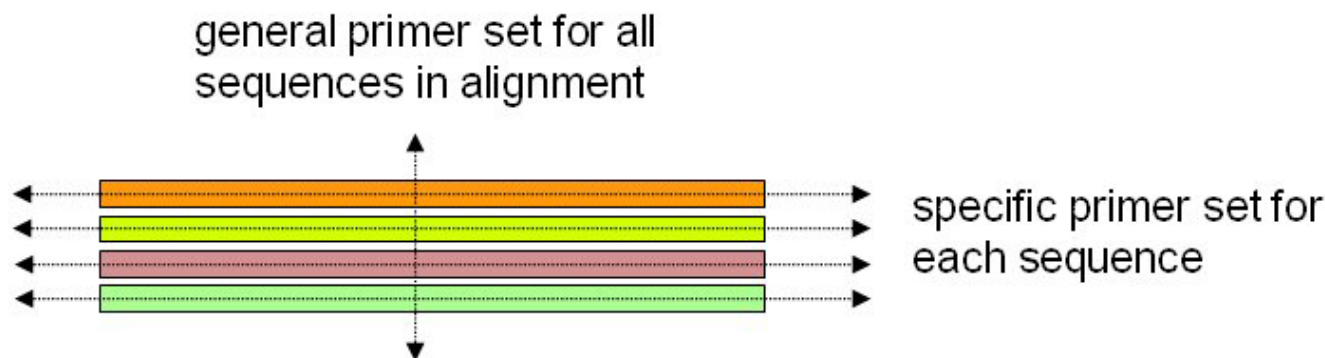 general primer set for all
sequences in alignment
specific primer set for
each sequence